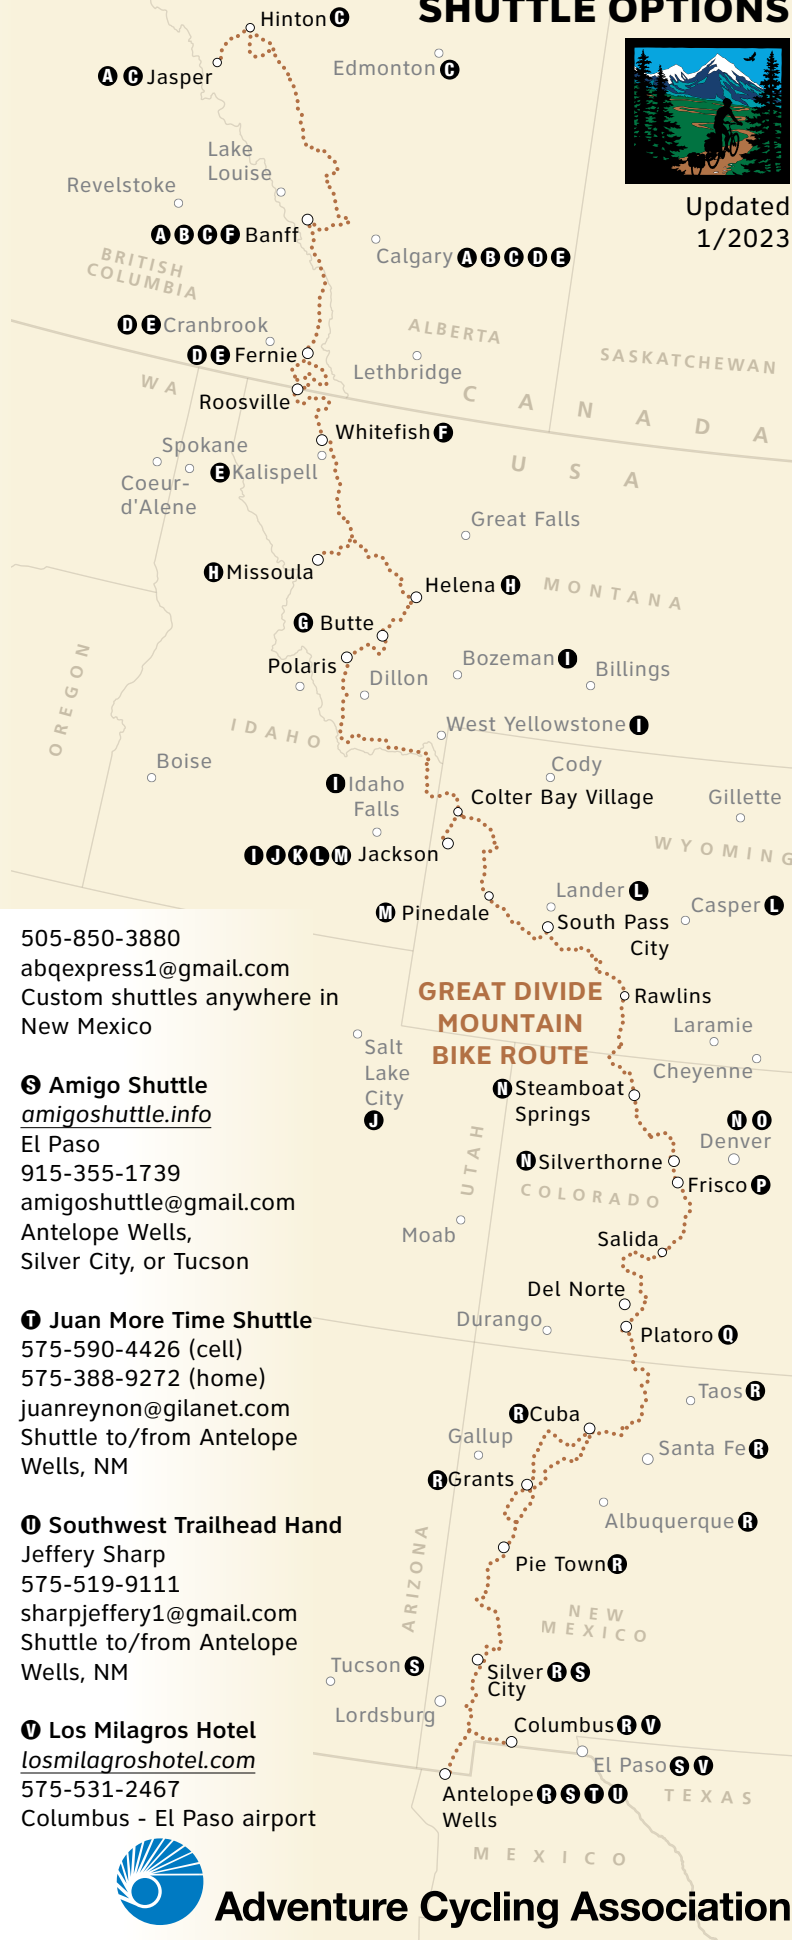 SHUTTLE OPTIONS
Hinton C
Edmonton C
A C Jasper
Lake
Louise
Revelstoke
Updated
1/2023
A B C F Banff
Calgary A B C D E
BRITISH
COLUMBIA
D E Cranbrook
ALBERTA
D E Fernie
SASKATCHEWAN
Lethbridge
WA
CANADA
Roosville
Whitefish F
Spokane
USA
E Kalispell
Coeur-
d'Alene
Great Falls
H Missoula
Helena H
MONTANA
G Butte
Polaris
Bozeman I
Billings
Dillon
OREGON
IDAHO
West Yellowstone I
Boise
Cody
I Idaho
Falls
Colter Bay Village
Gillette
WYOMING
I J K L M Jackson
Lander L
Casper L
M Pinedale
South Pass
City
505-850-3880
abqexpress1@gmail.com
Custom shuttles anywhere in
New Mexico
GREAT DIVIDE
MOUNTAIN
BIKE ROUTE
Rawlins
Laramie
Cheyenne
Salt
Lake
City
J
N Steamboat
Springs
S Amigo Shuttle
amigoshuttle.info
El Paso
915-355-1739
amigoshuttle@gmail.com
Antelope Wells,
Silver City, or Tucson
UTAH
N O
Denver
N Silverthorne
Frisco P
COLORADO
Moab
Salida
Del Norte
Durango
Platoro Q
T Juan More Time Shuttle
575-590-4426 (cell)
575-388-9272 (home)
juanreynon@gilanet.com
Shuttle to/from Antelope
Wells, NM
Taos R
R Cuba
Gallup
Santa Fe R
R Grants
Albuquerque R
U Southwest Trailhead Hand
Jeffery Sharp
575-519-9111
sharpjeffery1@gmail.com
Shuttle to/from Antelope
Wells, NM
ARIZONA
Pie Town R
NEW
MEXICO
Tucson S
Silver R S
City
Lordsburg
Columbus R V
V Los Milagros Hotel
losmilagroshotel.com
575-531-2467
Columbus - El Paso airport
El Paso S V
Antelope R S T U
Wells
TEXAS
MEXICO
Adventure Cycling Association